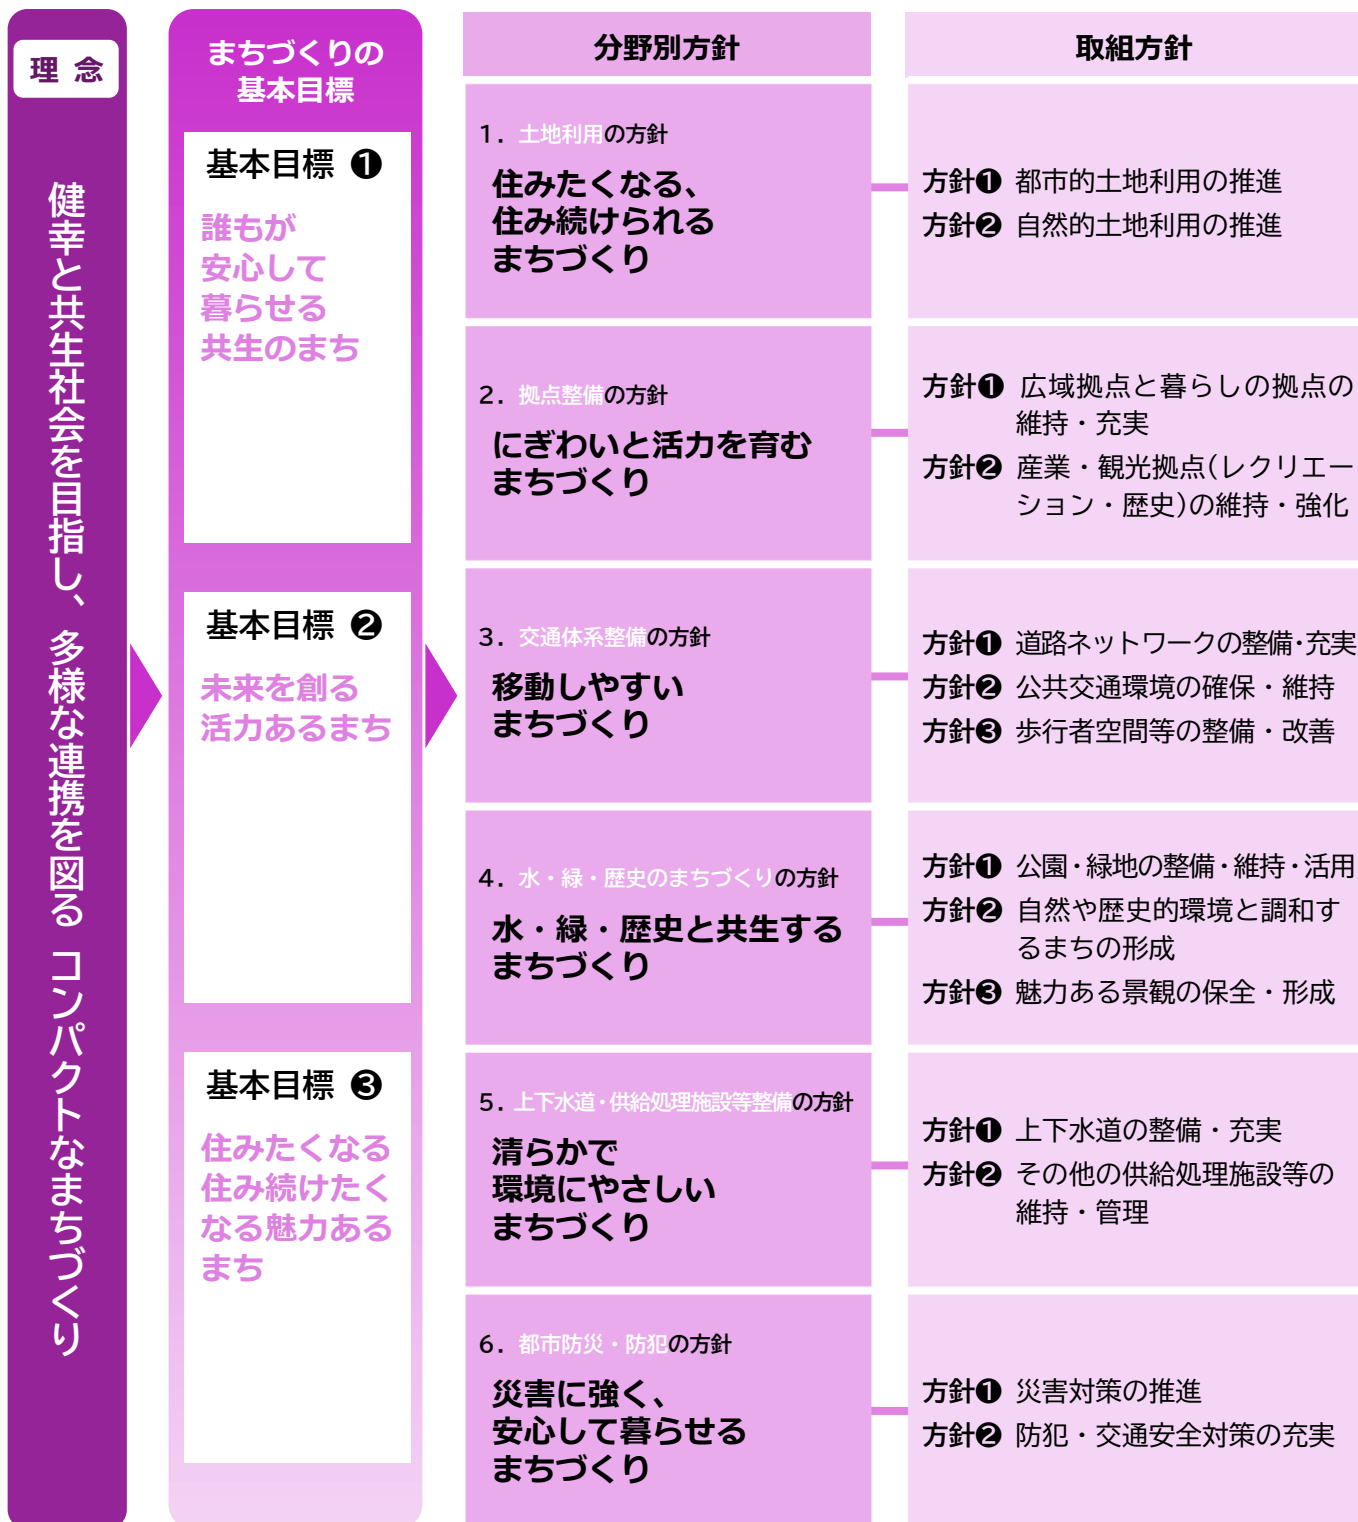 理 念
健幸と共生社会を目指し、多様な連携を図る コンパクトなまちづくり
まちづくりの
基本目標
基本目標 ❶
誰もが
安心して
暮らせる
共生のまち
基本目標 ❷
未来を創る
活力あるまち
基本目標 ❸
住みたくなる
住み続けたく
なる魅力ある
まち
分野別方針
取組方針
1. 土地利用の方針
住みたくなる、
住み続けられる
まちづくり
方針❶ 都市的土地利用の推進
方針❷ 自然的土地利用の推進
2. 拠点整備の方針
にぎわいと活力を育む
まちづくり
方針❶ 広域拠点と暮らしの拠点の
維持・充実
方針❷ 産業・観光拠点(レクリエー
ション・歴史)の維持・強化
3. 交通体系整備の方針
移動しやすい
まちづくり
方針❶ 道路ネットワークの整備・充実
方針❷ 公共交通環境の確保・維持
方針❸ 歩行者空間等の整備・改善
4. 水・緑・歴史のまちづくりの方針
水・緑・歴史と共生する
まちづくり
方針❶ 公園・緑地の整備・維持・活用
方針❷ 自然や歴史的環境と調和す
るまちの形成
方針❸ 魅力ある景観の保全・形成
5. 上下水道・供給処理施設等整備の方針
清らかで
環境にやさしい
まちづくり
方針❶ 上下水道の整備・充実
方針❷ その他の供給処理施設等の
維持・管理
6. 都市防災・防犯の方針
災害に強く、
安心して暮らせる
まちづくり
方針❶ 災害対策の推進
方針❷ 防犯・交通安全対策の充実